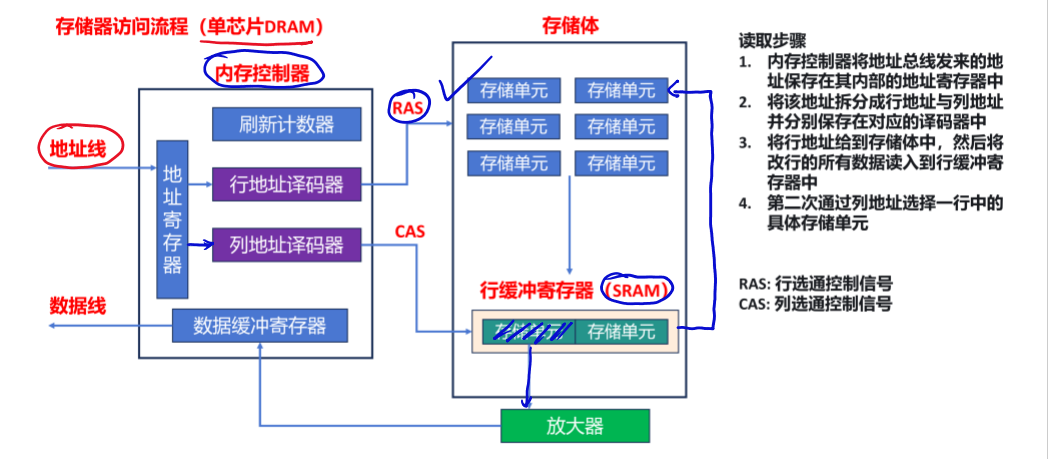 存储器访问流程（单芯片DRAM）
存储体
内存控制器
刷新计数器
地址线
地址寄存器
行地址译码器
列地址译码器
数据线
数据缓冲寄存器
RAS
CAS
存储单元 存储单元
存储单元 存储单元
存储单元 存储单元
行缓冲寄存器（SRAM）
存储单元 存储单元
放大器
读取步骤
1. 内存控制器将地址总线发来的地
址保存在其内部的地址寄存器中
2. 将该地址拆分成行地址与列地址
并分别保存在对应的译码器中
3. 将行地址给到存储体中，然后将
改行的所有数据读入到行缓冲寄
存器中
4. 第二次通过列地址选择一行中的
具体存储单元
RAS: 行选通控制信号
CAS: 列选通控制信号